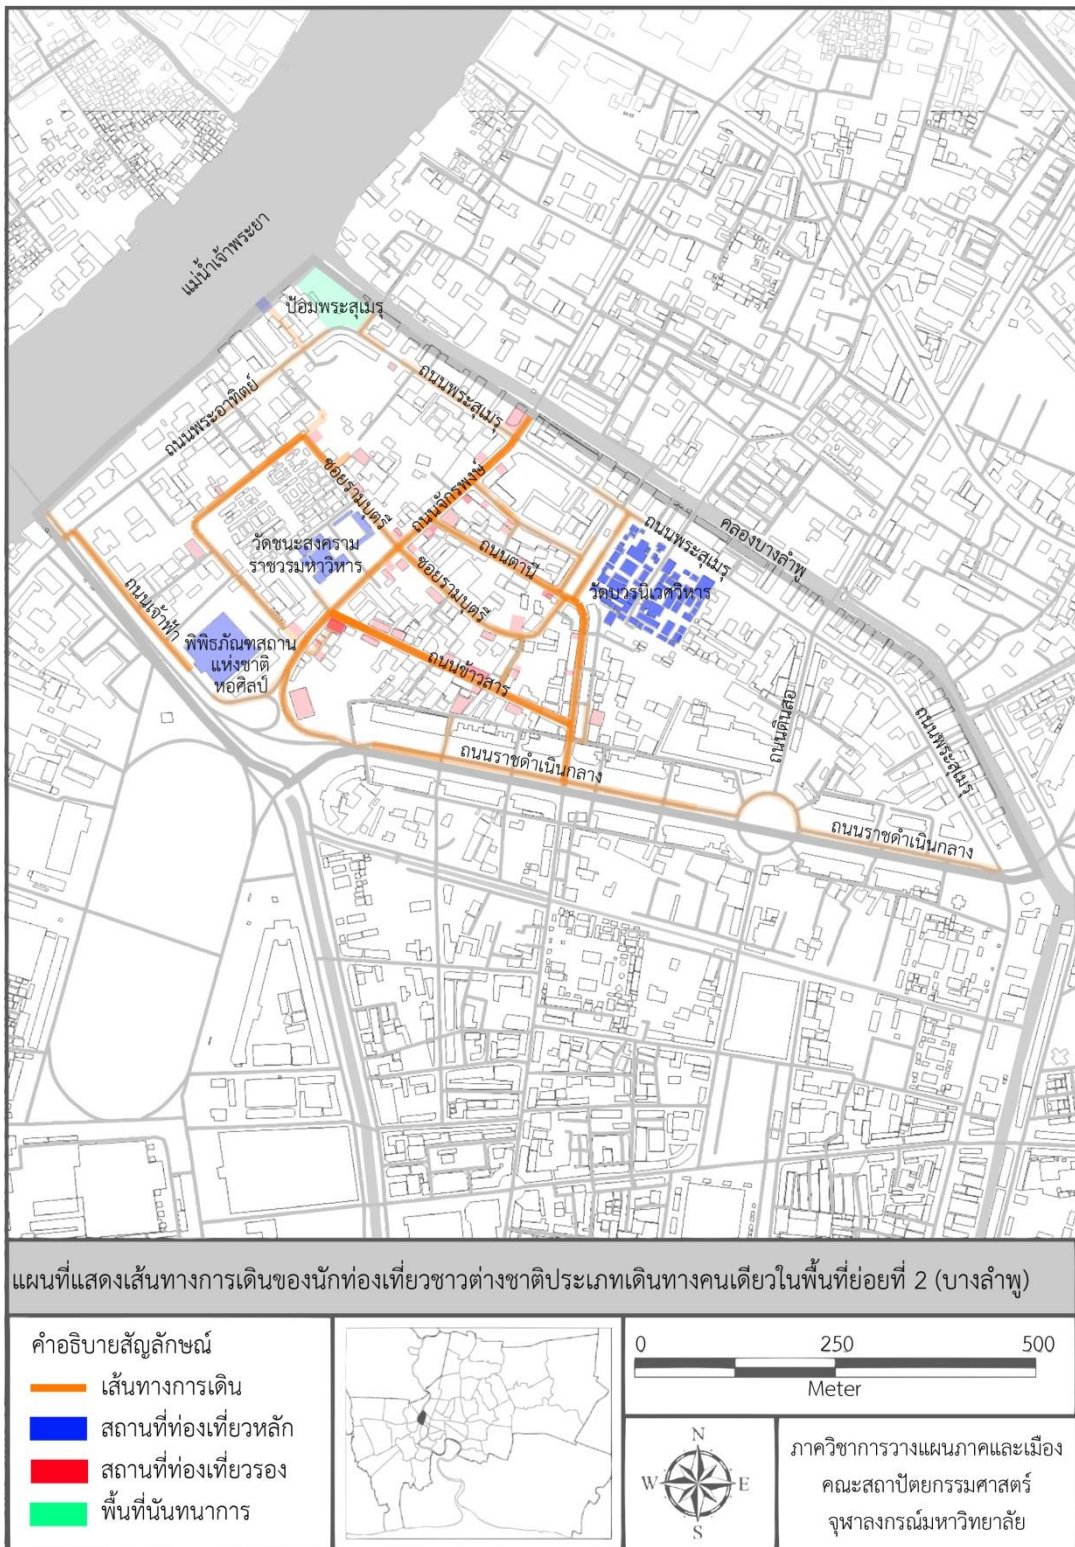 แม่น้ำเจ้าพระยา
ป้อมพระสุเมรุ
ถนนพระอาทิตย์
ถนนพระสุเมรุ
ซอยรามบุตรี
ถนนจักรพงษ์
วัดชนะสงคราม
ราชวรมหาวิหาร
ถนนตานี
ซอยรามบุตรี
ถนนพระสุเมรุ
คลองบางลำพู
วัดบวรนิเวศวิหาร
ถนนเจ้าฟ้า
พิพิธภัณฑสถาน
แห่งชาติ
หอศิลป์
ถนนข้าวสาร
ถนนดินสอ
ถนนพระสุเมรุ
ถนนราชดำเนินกลาง
ถนนราชดำเนินกลาง
แผนที่แสดงเส้นทางการเดินของนักท่องเที่ยวชาวต่างชาติประเภทเดินทางคนเดียวในพื้นที่ย่อยที่ 2 (บางลำพู)
คำอธิบายสัญลักษณ์
เส้นทางการเดิน
สถานที่ท่องเที่ยวหลัก
สถานที่ท่องเที่ยวรอง
พื้นที่นันทนาการ
0 250 500
Meter
N
W E
S
ภาควิชาการวางแผนภาคและเมือง
คณะสถาปัตยกรรมศาสตร์
จุฬาลงกรณ์มหาวิทยาลัย